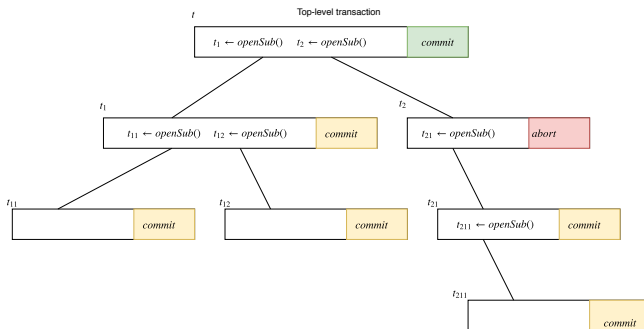 Top-level transaction
t
t₁ ← openSub() t₂ ← openSub() commit
t₁
t₂
t₁₁ ← openSub() t₁₂ ← openSub() commit
t₂₁ ← openSub() abort
t₁₁
t₁₂
t₂₁
commit
commit
t₂₁₁ ← openSub() commit
t₂₁₁
commit